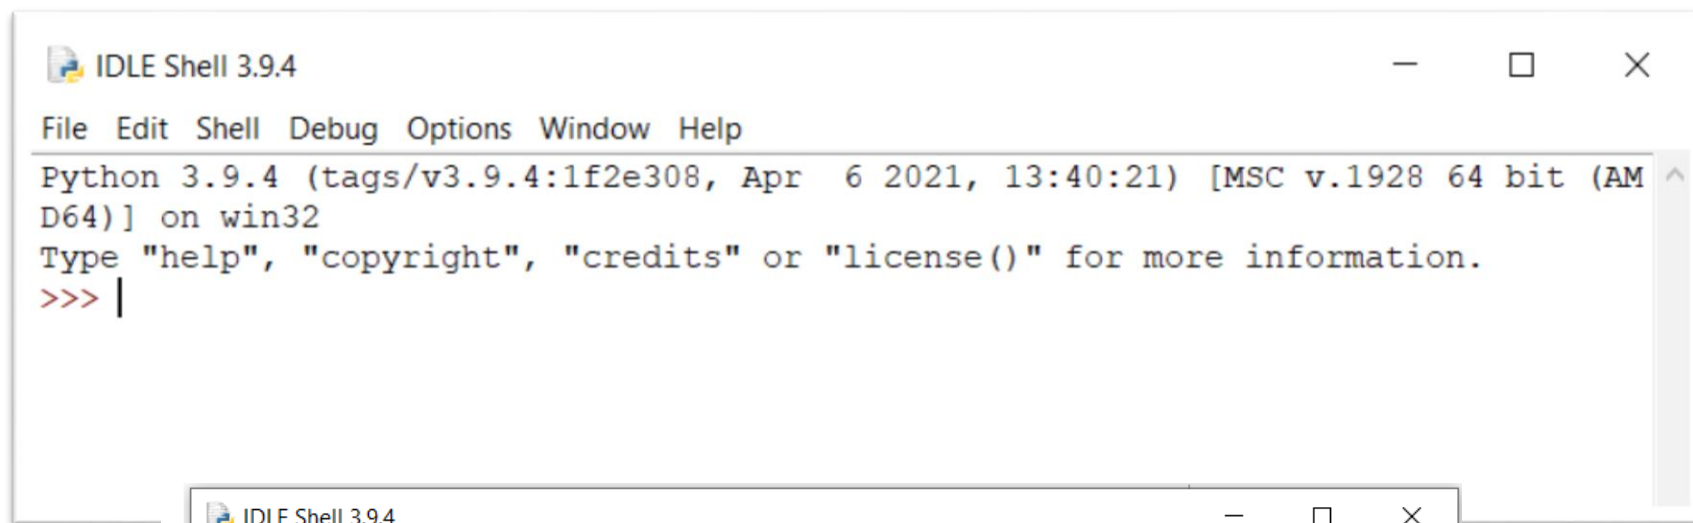 IDLE Shell 3.9.4
File Edit Shell Debug Options Window Help
Python 3.9.4 (tags/v3.9.4:1f2e308, Apr  6 2021, 13:40:21) [MSC v.1928 64 bit (AM
D64)] on win32
Type "help", "copyright", "credits" or "license()" for more information.
>>>
IDLE Shell 3.9.4